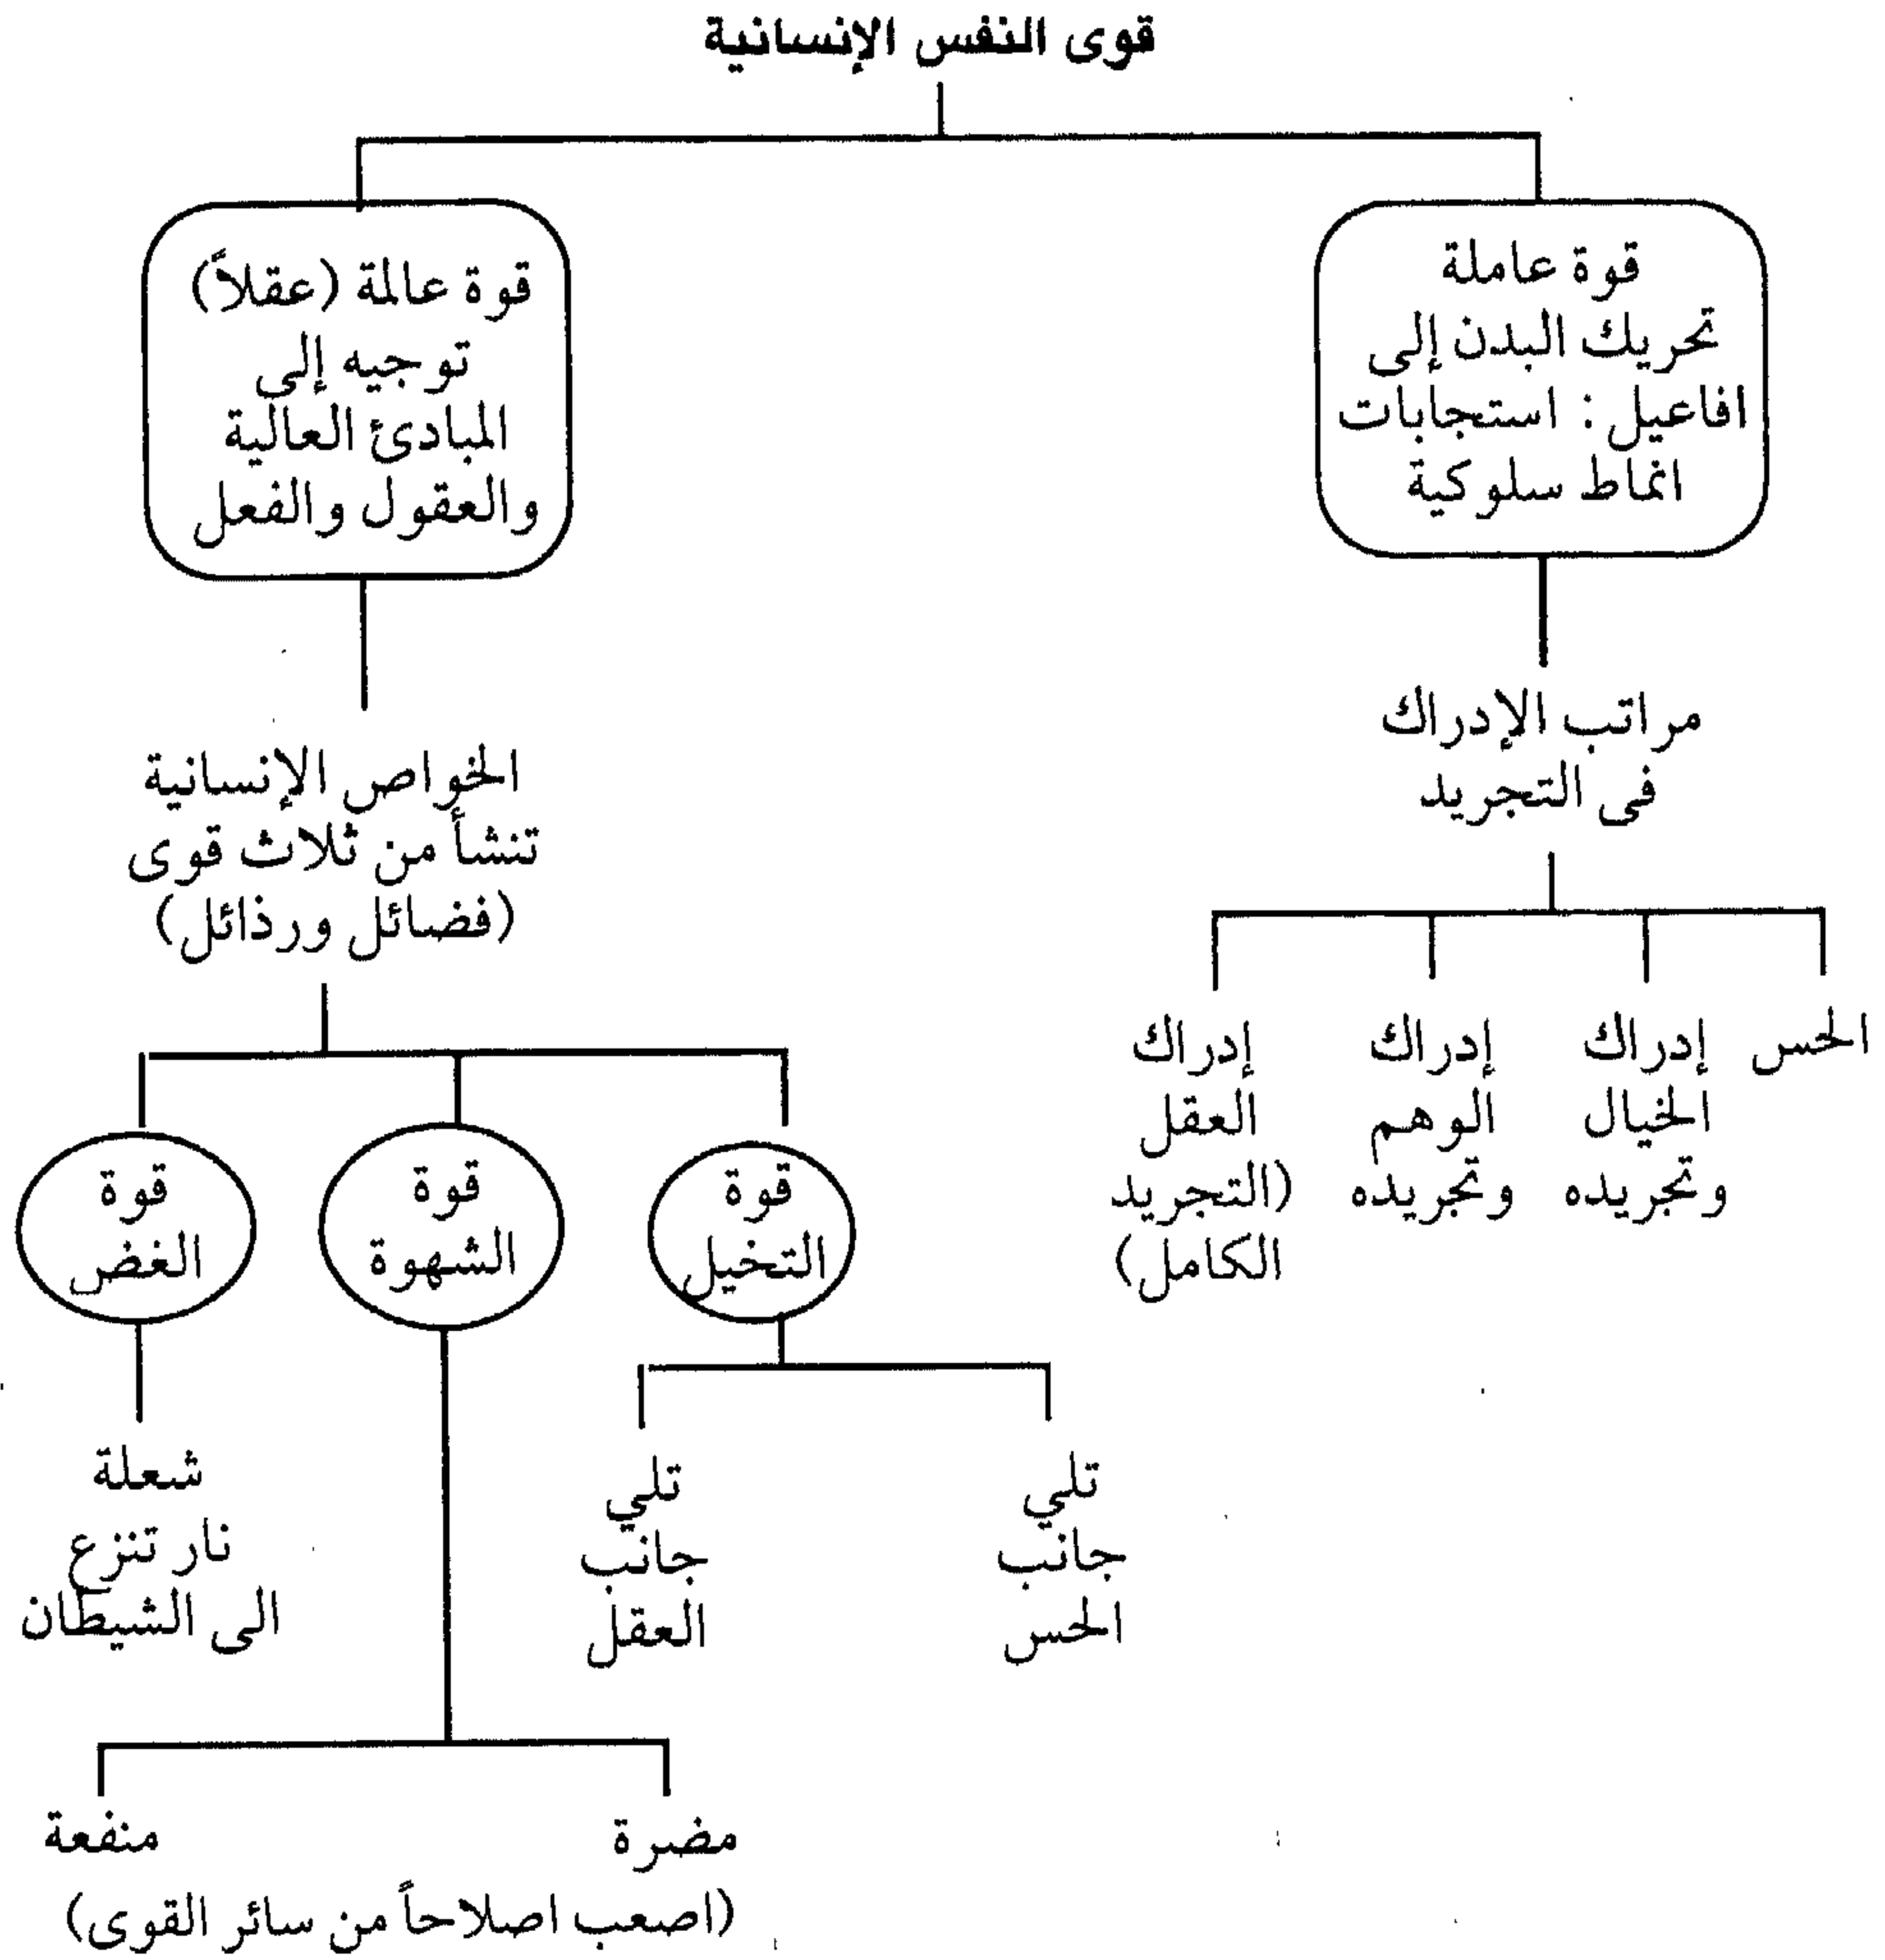 قوى النفس الإنسانية
قوة عاملة
تحريك البدن إلى
افاعيل : استجابات
انماط سلوكية
مراتب الإدراك
فى التجريد
الحس
إدراك
الخيال
وتجريده
إدراك
الوهم
وتجريده
إدراك
العقل
(التجريد
الكامل)
قوة عالمة (عقلاً)
توجيه إلى
المبادئ العالية
والعقول والفعل
الخواص الإنسانية
تنشأ من ثلاث قوى
(فضائل ورذائل)
قوة
التخيل
تلي
جانب
الحس
تلي
جانب
العقل
قوة
الشهوة
مضرة
منفعة
(اصعب اصلاحاً من سائر القوى)
قوة
الغض
شعلة
نار تنزع
الى الشيطان